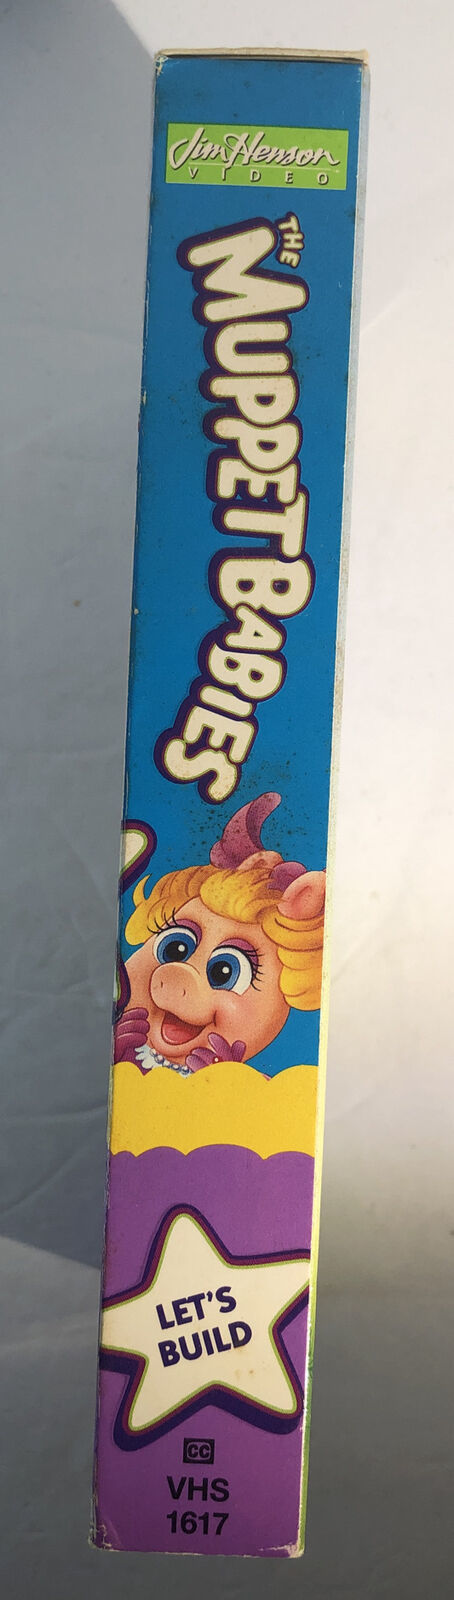 Jim Henson
VIDEO
THE
MUPPET BABIES
LET'S
BUILD
CC
VHS
1617